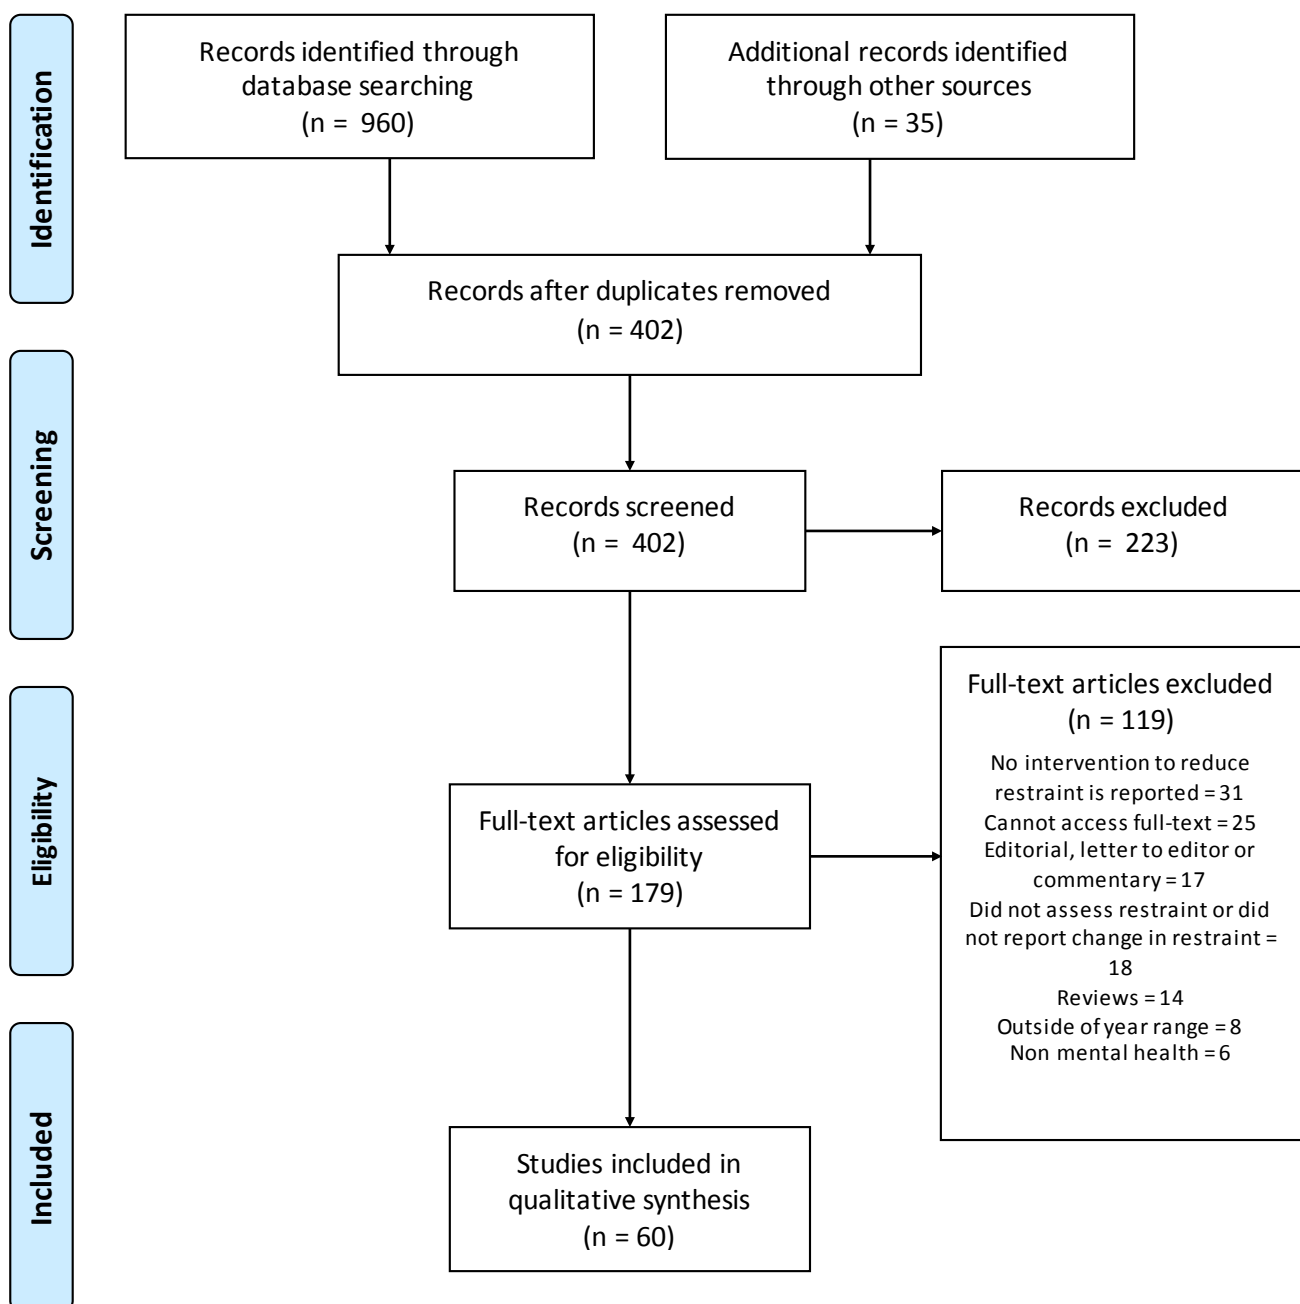 Identification
Records identified through
database searching
(n = 960)
Additional records identified
through other sources
(n = 35)
Records after duplicates removed
(n = 402)
Screening
Records screened
(n = 402)
Records excluded
(n = 223)
Eligibility
Full-text articles assessed
for eligibility
(n = 179)
Full-text articles excluded
(n = 119)
No intervention to reduce
restraint is reported = 31
Cannot access full-text = 25
Editorial, letter to editor or
commentary = 17
Did not assess restraint or did
not report change in restraint =
18
Reviews = 14
Outside of year range = 8
Non mental health = 6
Included
Studies included in
qualitative synthesis
(n = 60)